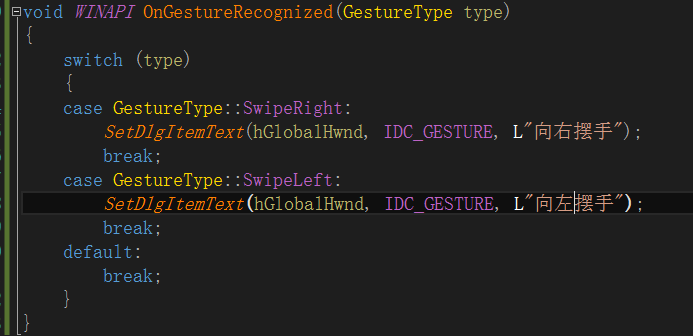 void WINAPI OnGestureRecognized(GestureType type)
{
switch (type)
{
case GestureType::SwipeRight:
SetDlgItemText(hGlobalHwnd, IDC_GESTURE, L"向右摆手");
break;
case GestureType::SwipeLeft:
SetDlgItemText(hGlobalHwnd, IDC_GESTURE, L"向左摆手");
break;
default:
break;
}
}